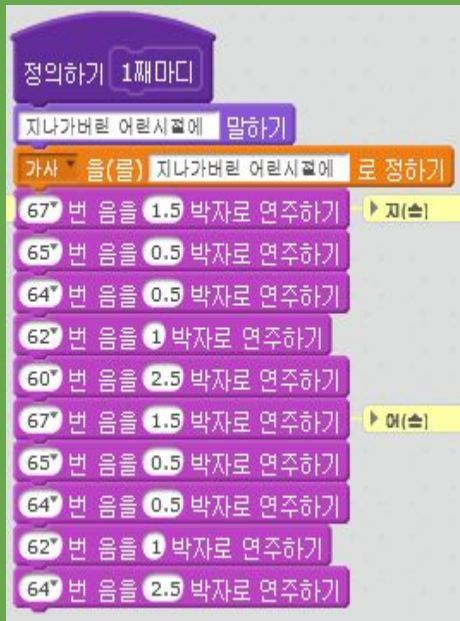 정의하기 1째마디
지나가버린 어린시절에 말하기
가사 을(를) 지나가버린 어린시절에 로 정하기
67 번 음을 1.5 박자로 연주하기 지(솔)
65 번 음을 0.5 박자로 연주하기
64 번 음을 0.5 박자로 연주하기
62 번 음을 1 박자로 연주하기
60 번 음을 2.5 박자로 연주하기
67 번 음을 1.5 박자로 연주하기 어(솔)
65 번 음을 0.5 박자로 연주하기
64 번 음을 0.5 박자로 연주하기
62 번 음을 1 박자로 연주하기
64 번 음을 2.5 박자로 연주하기